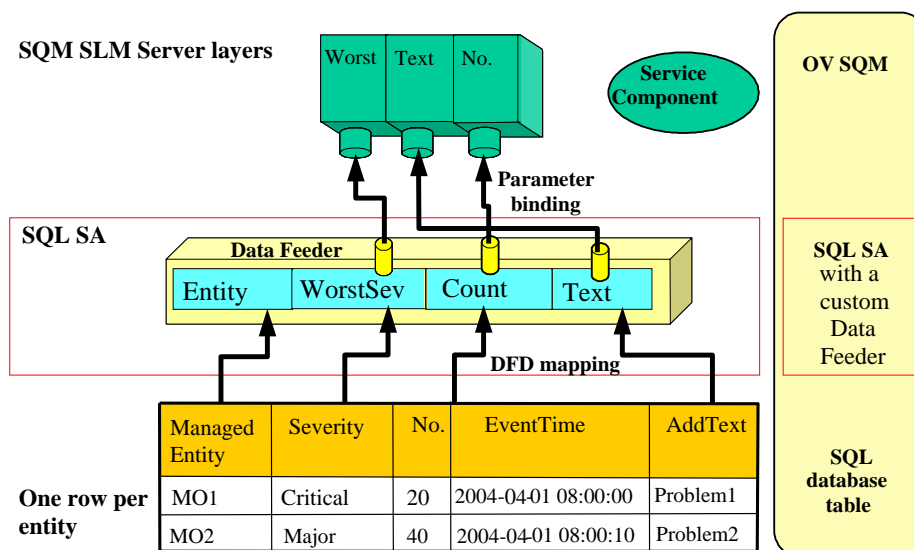 SQM SLM Server layers
Worst Text No.
Service
Component
OV SQM
Parameter
binding
SQL SA
Data Feeder
Entity WorstSev Count Text
DFD mapping
SQL SA
with a
custom
Data
Feeder
Managed
Entity
Severity
No.
EventTime
AddText
One row per
entity
MO1 Critical 20 2004-04-01 08:00:00 Problem1
MO2 Major 40 2004-04-01 08:00:10 Problem2
SQL
database
table